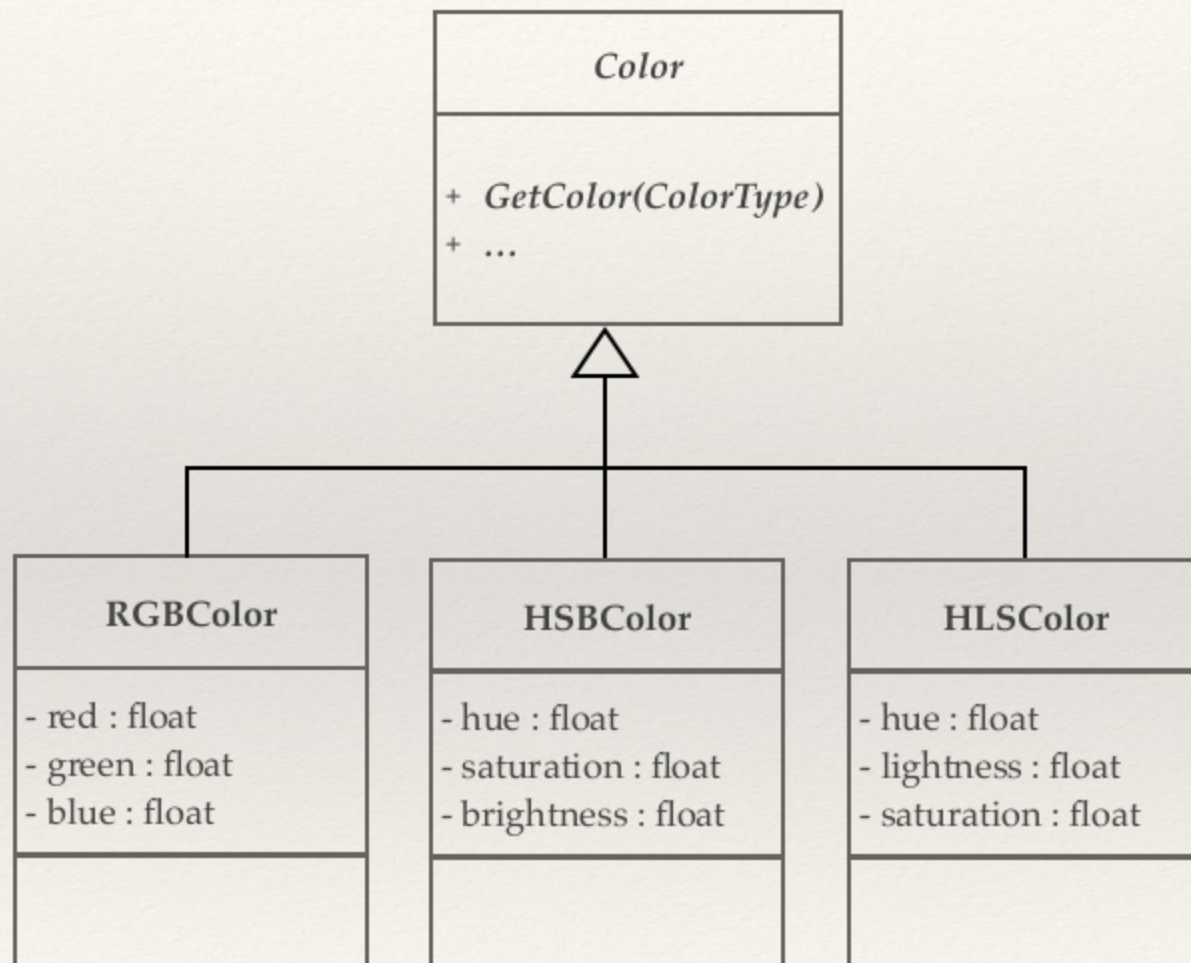 Color
+ GetColor(ColorType)
+ ...
RGBColor
- red : float
- green : float
- blue : float
HSBColor
- hue : float
- saturation : float
- brightness : float
HLSColor
- hue : float
- lightness : float
- saturation : float